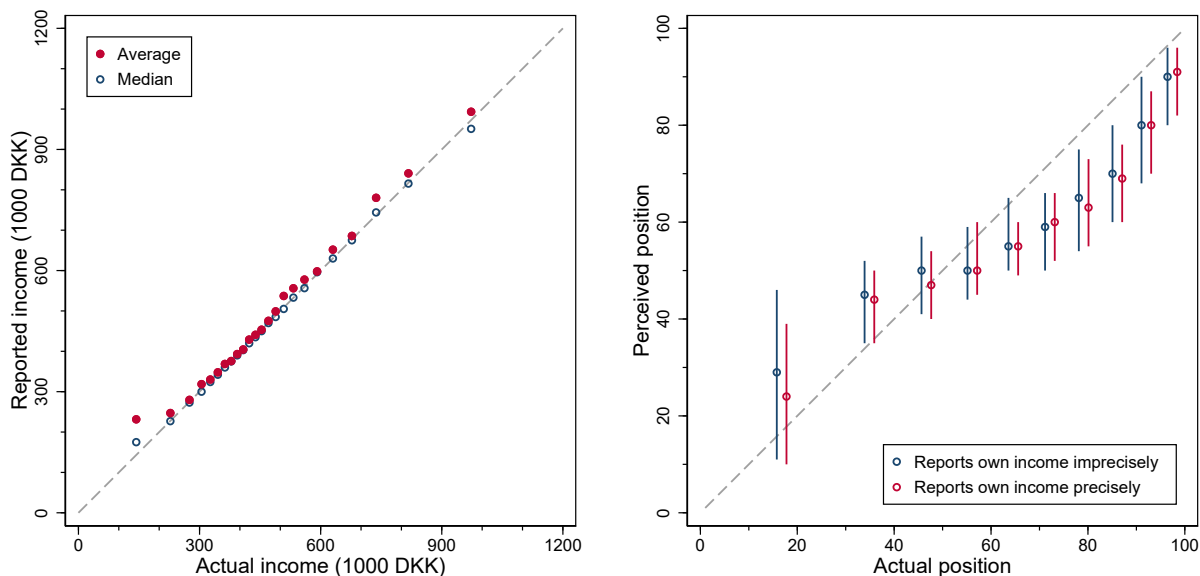 Reported income (1000 DKK)
1200
900
600
300
0
Average
Median
0 300 600 900 1200
Actual income (1000 DKK)
Perceived position
100
80
60
40
20
0
Reports own income imprecisely
Reports own income precisely
0 20 40 60 80 100
Actual position